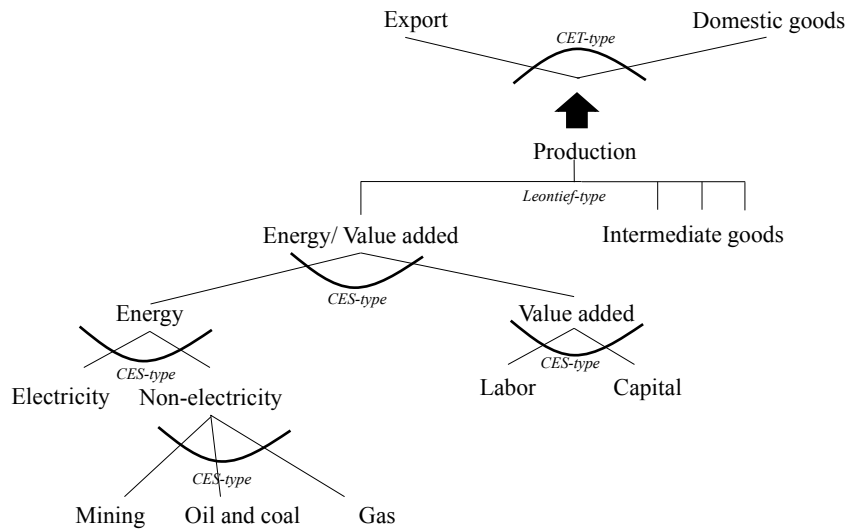 Export
Domestic goods
CET-type
Production
Leontief-type
Energy/ Value added
Intermediate goods
CES-type
Energy
Value added
CES-type
CES-type
Electricity
Non-electricity
Labor
Capital
CES-type
Mining
Oil and coal
Gas